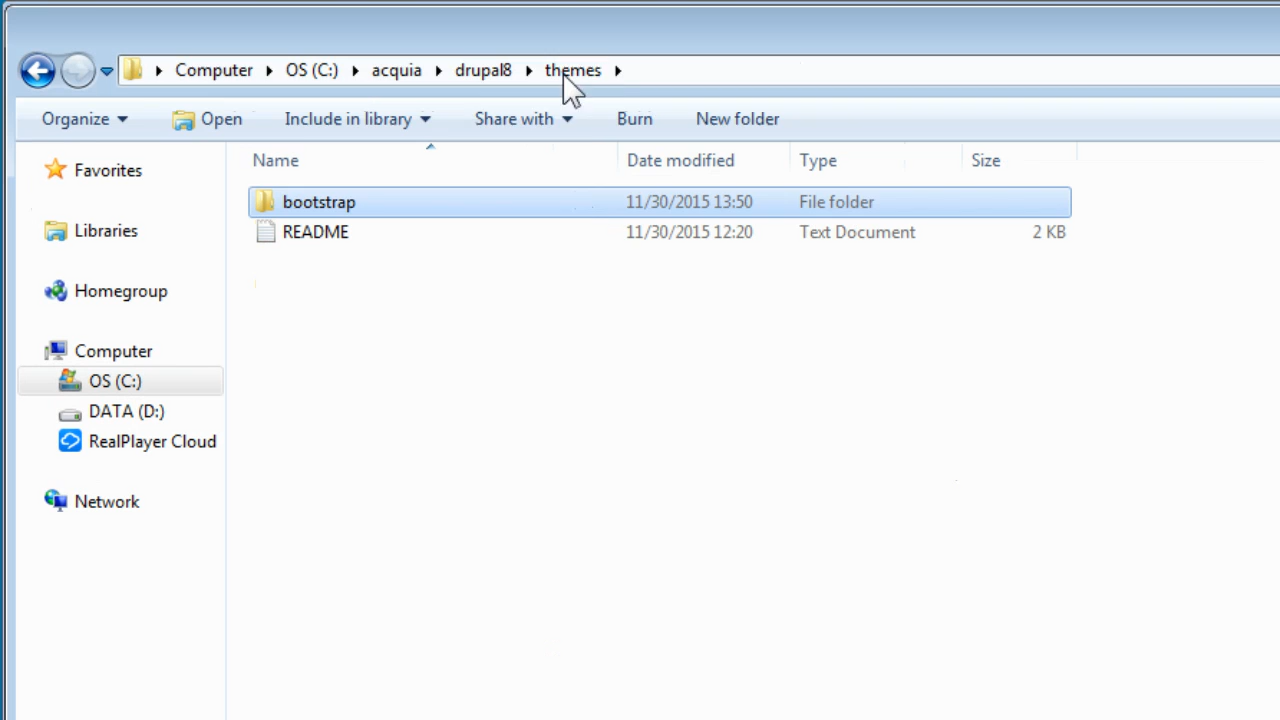 Computer OS (C:) acquia drupal8 themes
Organize Open Include in library Share with Burn New folder
Name Date modified Type Size
Favorites
bootstrap 11/30/2015 13:50 File folder
Libraries
README 11/30/2015 12:20 Text Document 2 KB
Homegroup
Computer
OS (C:)
DATA (D:)
RealPlayer Cloud
Network